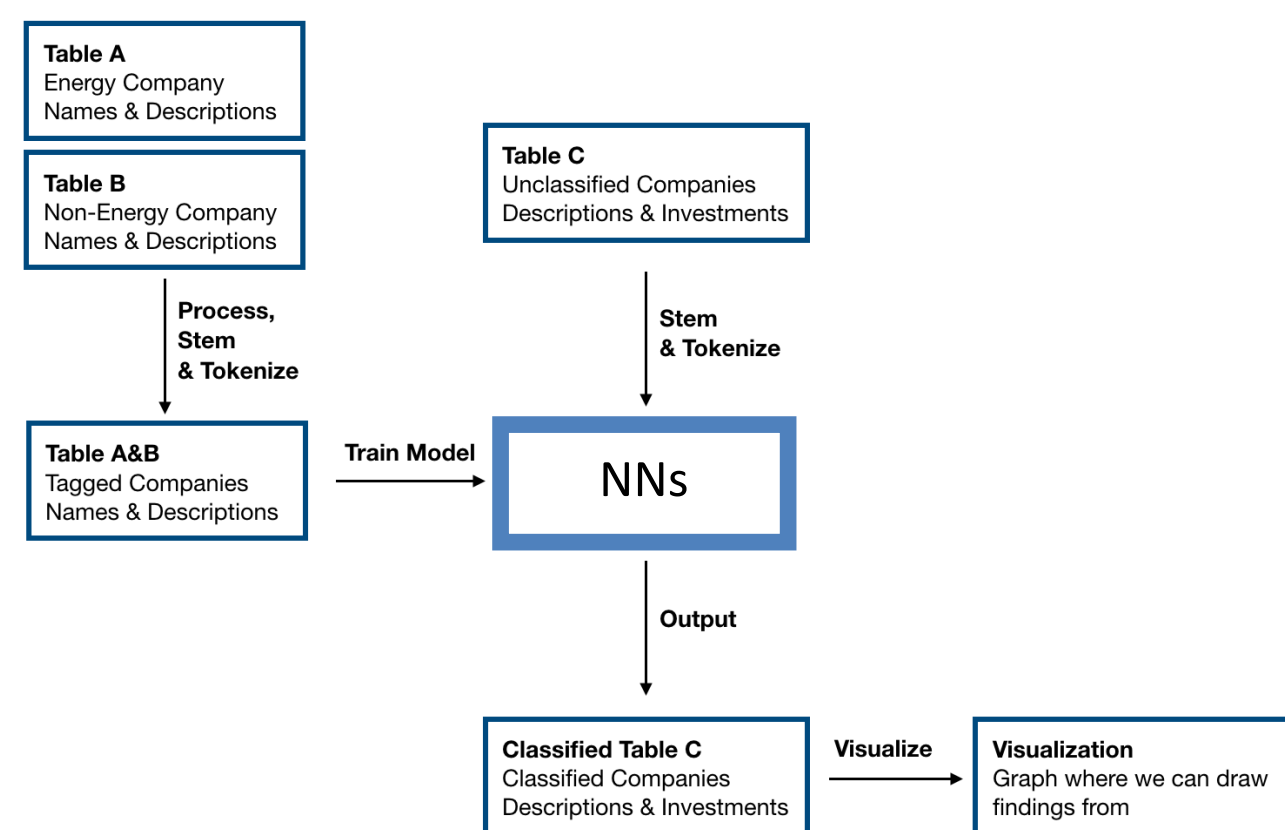 Table A
Energy Company
Names & Descriptions
Table B
Non-Energy Company
Names & Descriptions
Process,
Stem
& Tokenize
Table A&B
Tagged Companies
Names & Descriptions
Train Model
Table C
Unclassified Companies
Descriptions & Investments
Stem
& Tokenize
NNs
Output
Classified Table C
Classified Companies
Descriptions & Investments
Visualize
Visualization
Graph where we can draw
findings from